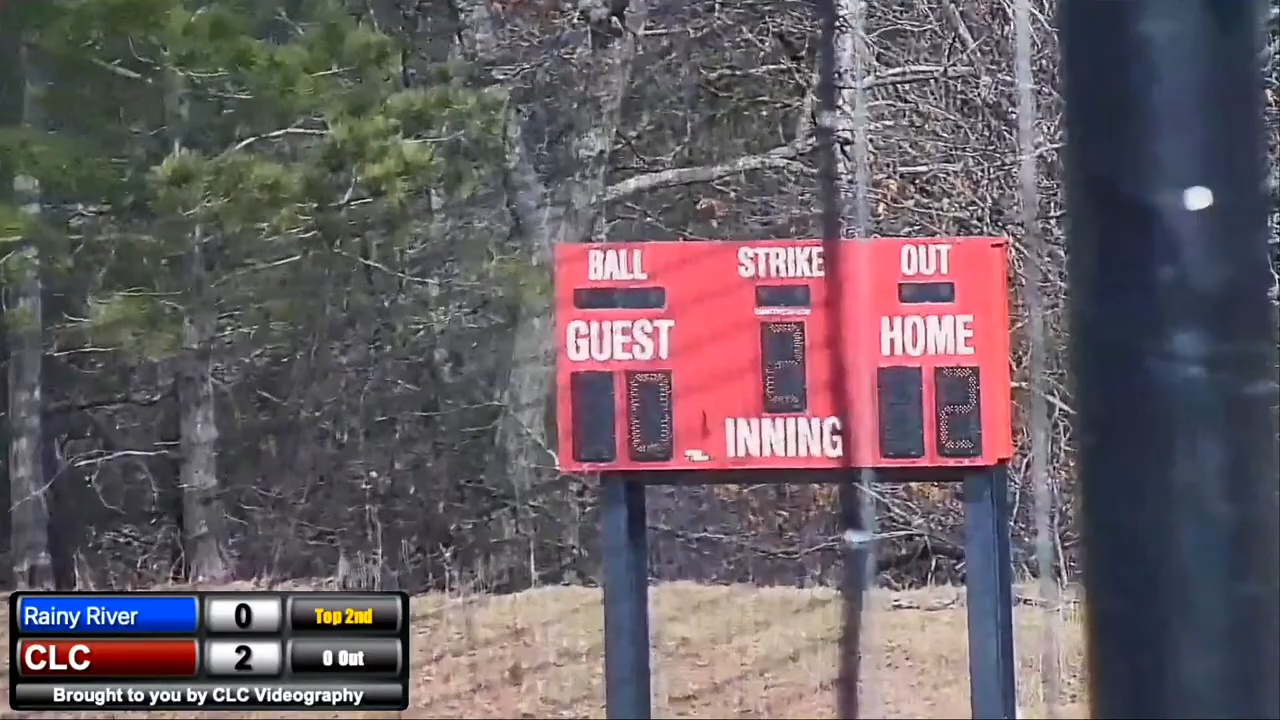 BALL STRIKE OUT
GUEST HOME
0 2 2
INNING
Rainy River 0 Top 2nd
CLC 2 0 Out
Brought to you by CLC Videography